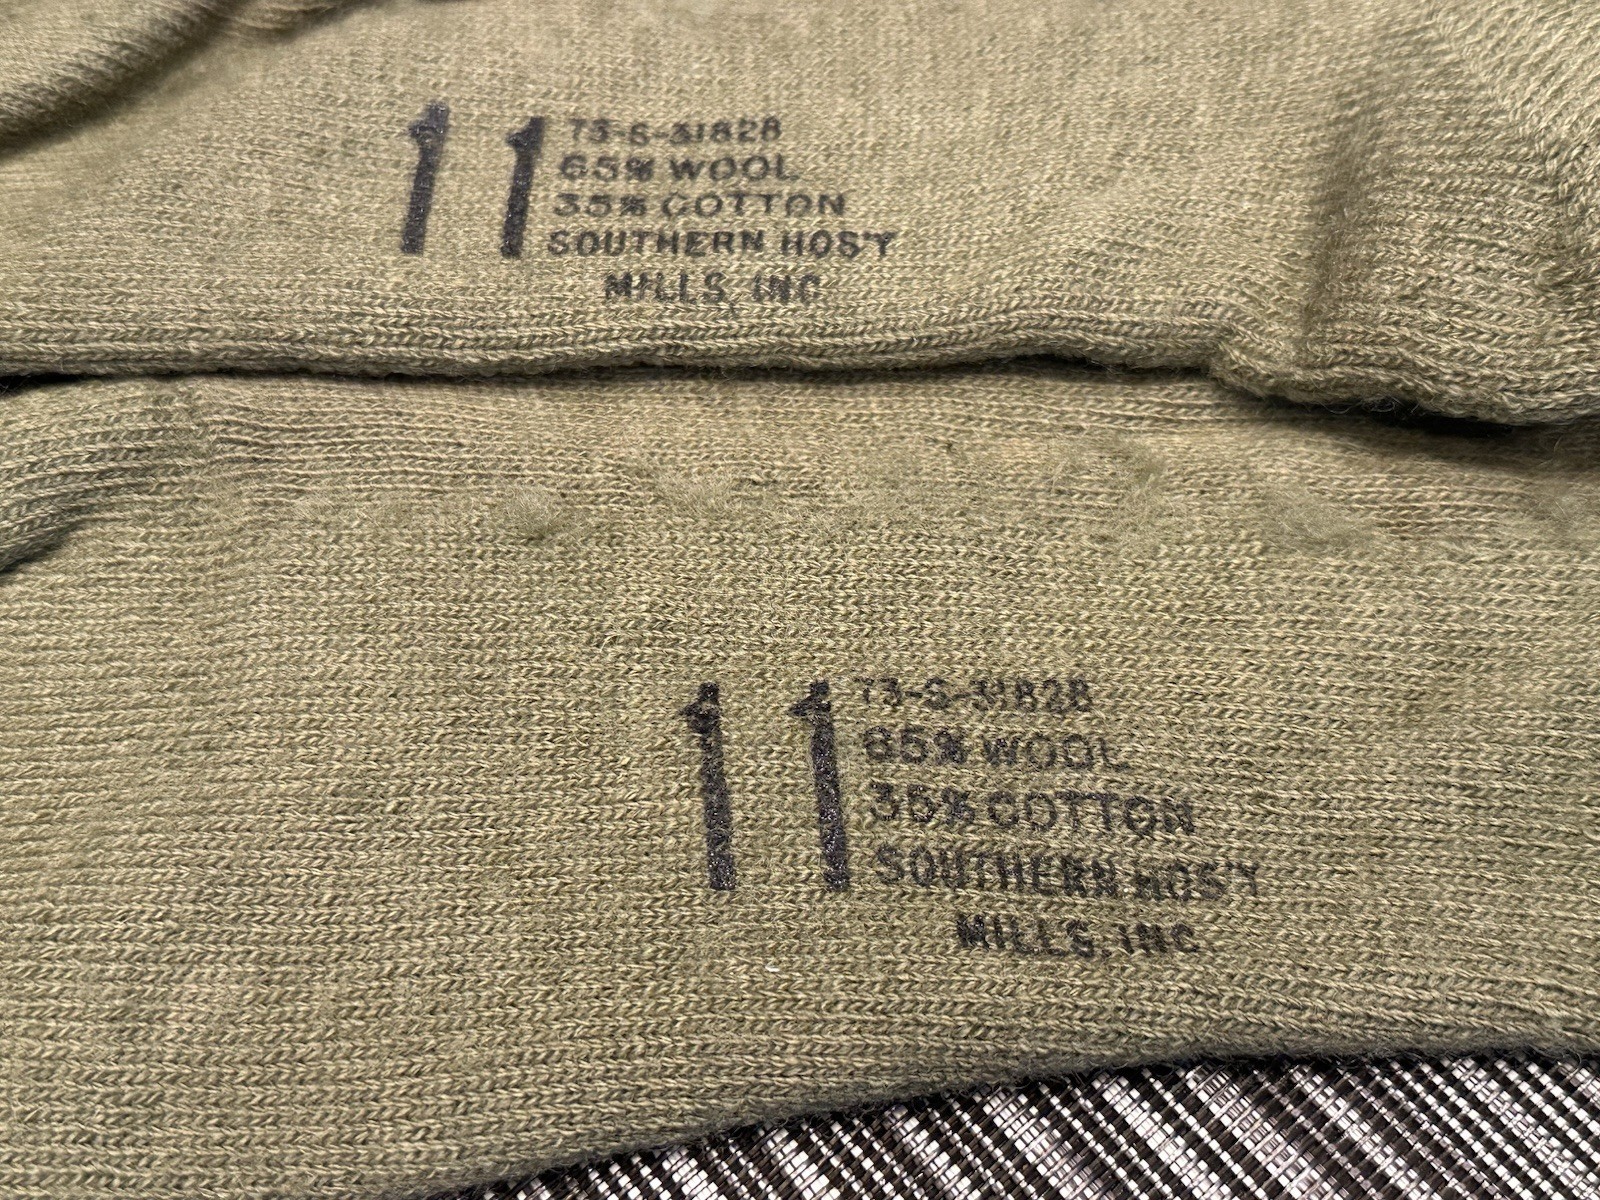 11
73-S-31828
65% WOOL
35% COTTON
SOUTHERN HOS'Y
MILLS, INC
11
73-S-31828
65% WOOL
35% COTTON
SOUTHERN HOS'Y
MILLS, INC